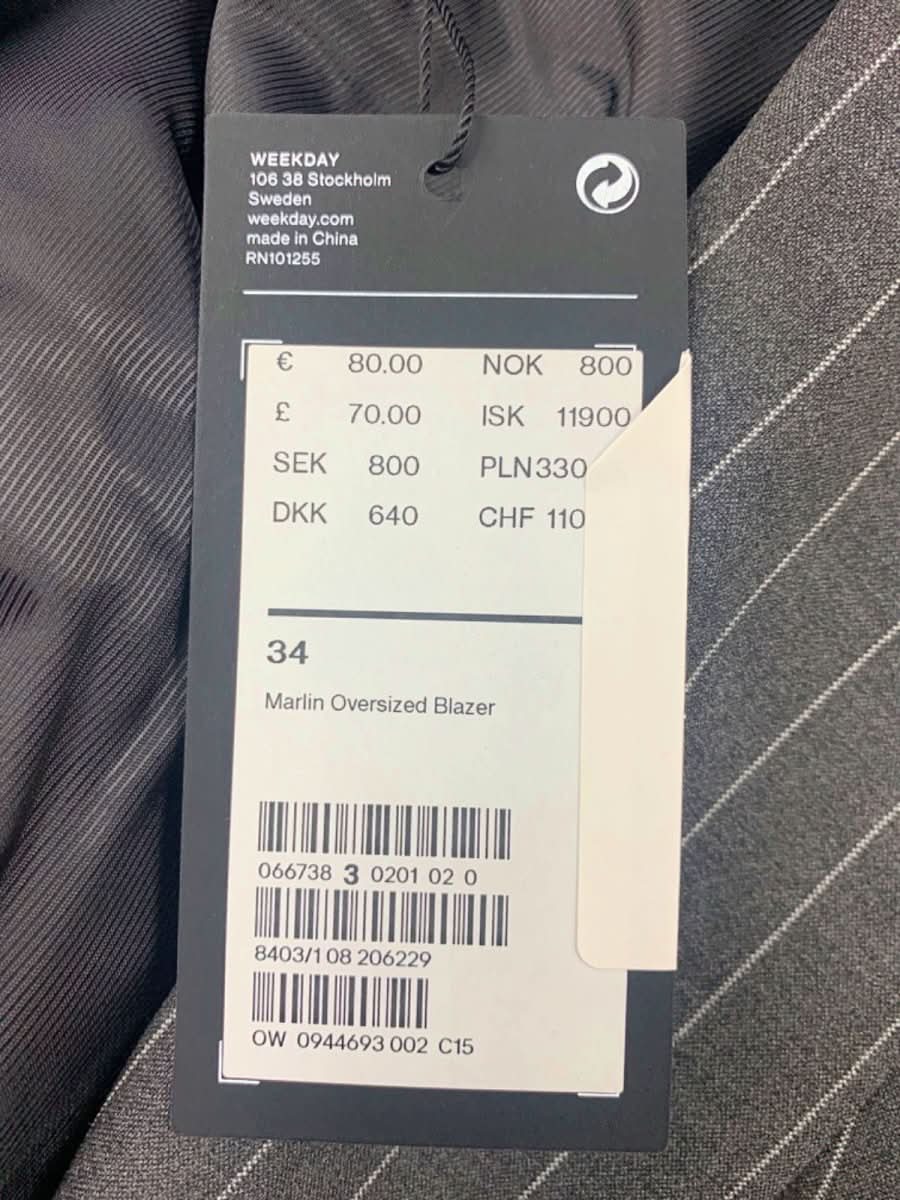 WEEKDAY
106 38 Stockholm
Sweden
weekday.com
made in China
RN101255
€ 80.00 NOK 800
£ 70.00 ISK 11900
SEK 800 PLN330
DKK 640 CHF 110
34
Marlin Oversized Blazer
066738 3 0201 02 0
8403/1 08 206229
OW 0944693 002 C15